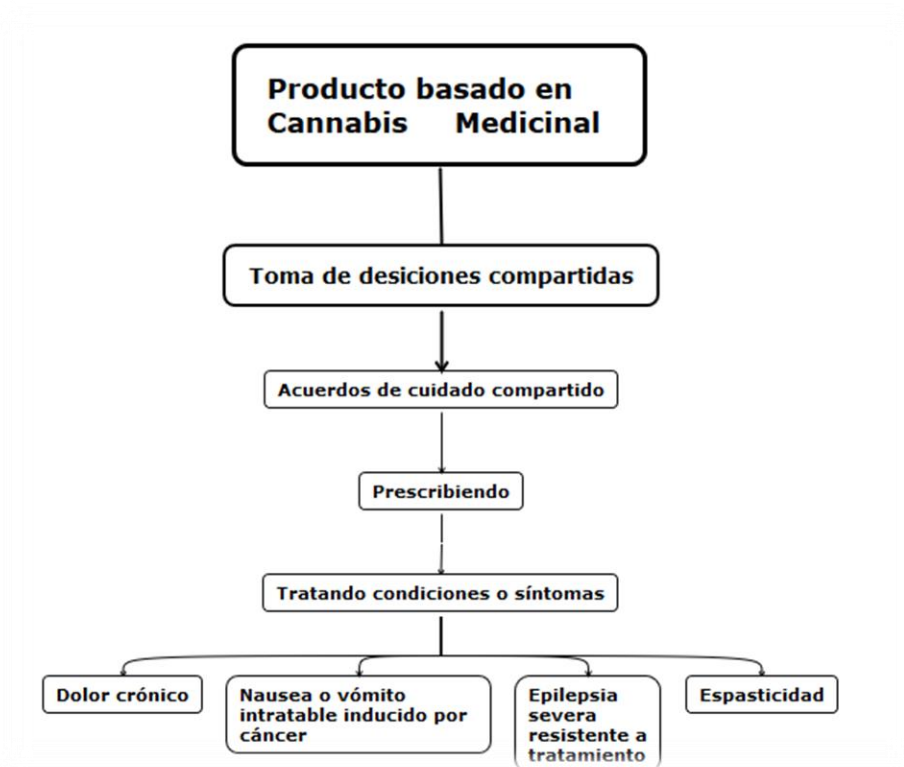 Producto basado en
Cannabis Medicinal
Toma de desiciones compartidas
Acuerdos de cuidado compartido
Prescribiendo
Tratando condiciones o síntomas
Dolor crónico
Nausea o vómito
intratable inducido por
cáncer
Epilepsia
severa
resistente a
tratamiento
Espasticidad